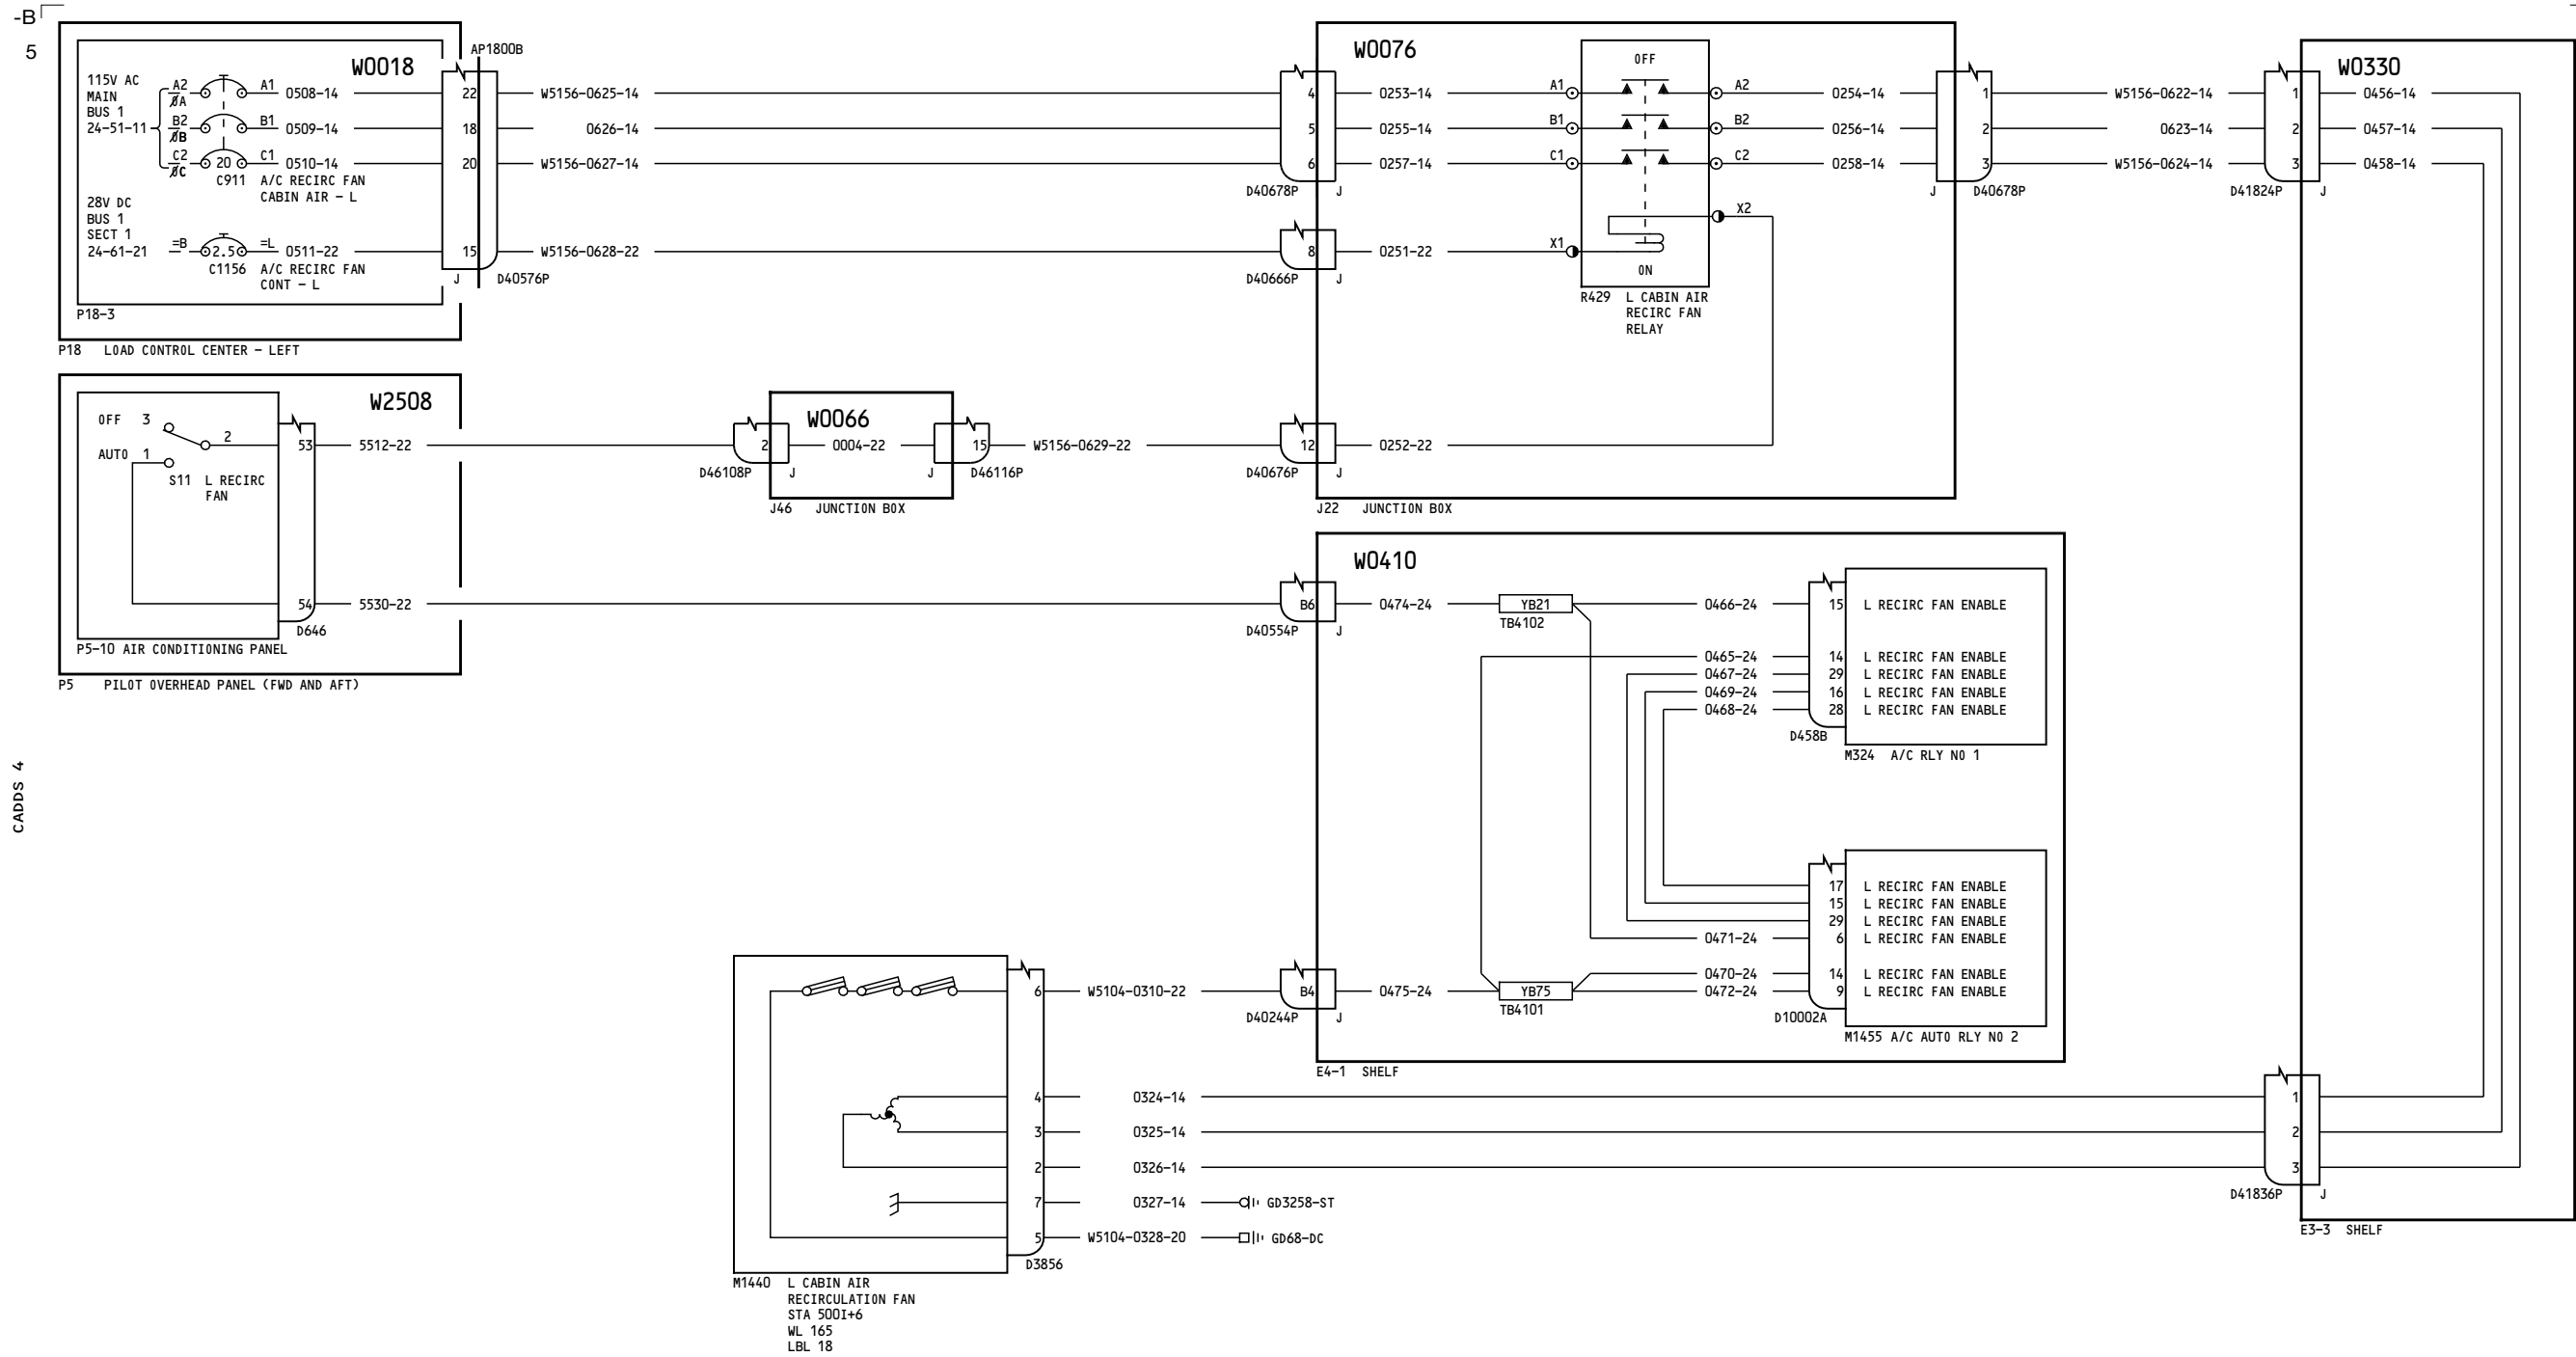 -B
5
CADDS 4
W0018
AP1800B
115V AC
MAIN
BUS 1
24-51-11
A2
ØA
A1
0508-14
22
B2
ØB
B1
0509-14
18
C2
ØC
20
C1
0510-14
20
C911
A/C RECIRC FAN
CABIN AIR - L
28V DC
BUS 1
SECT 1
24-61-21
=B
2.5
=L
0511-22
15
C1156
A/C RECIRC FAN
CONT - L
J
D40576P
P18-3
P18 LOAD CONTROL CENTER - LEFT
W5156-0625-14
0626-14
W5156-0627-14
W5156-0628-22
W0076
4
0253-14
A1
5
0255-14
B1
6
0257-14
C1
D40678P
J
8
0251-22
X1
D40666P
J
OFF
ON
R429 L CABIN AIR
RECIRC FAN
RELAY
A2
0254-14
1
B2
0256-14
2
C2
0258-14
3
X2
J
D40678P
W5156-0622-14
0623-14
W5156-0624-14
W0330
1
0456-14
2
0457-14
3
0458-14
D41824P
J
W2508
OFF 3
2
53
5512-22
AUTO 1
S11 L RECIRC
FAN
54
5530-22
D646
P5-10 AIR CONDITIONING PANEL
P5 PILOT OVERHEAD PANEL (FWD AND AFT)
W0066
2
0004-22
15
W5156-0629-22
D46108P
J
J
D46116P
J46 JUNCTION BOX
12
0252-22
D40676P
J
J22 JUNCTION BOX
W0410
B6
0474-24
YB21
TB4102
D40554P
J
0466-24
15
L RECIRC FAN ENABLE
0465-24
14
L RECIRC FAN ENABLE
0467-24
29
L RECIRC FAN ENABLE
0469-24
16
L RECIRC FAN ENABLE
0468-24
28
L RECIRC FAN ENABLE
D458B
M324 A/C RLY NO 1
17
L RECIRC FAN ENABLE
15
L RECIRC FAN ENABLE
29
L RECIRC FAN ENABLE
0471-24
6
L RECIRC FAN ENABLE
0470-24
14
L RECIRC FAN ENABLE
0472-24
9
L RECIRC FAN ENABLE
D10002A
M1455 A/C AUTO RLY NO 2
B4
0475-24
YB75
TB4101
D40244P
J
E4-1 SHELF
6
W5104-0310-22
4
0324-14
3
0325-14
2
0326-14
7
0327-14
GD3258-ST
5
W5104-0328-20
GD68-DC
D3856
M1440 L CABIN AIR
RECIRCULATION FAN
STA 500I+6
WL 165
LBL 18
1
2
3
D41836P
J
E3-3 SHELF